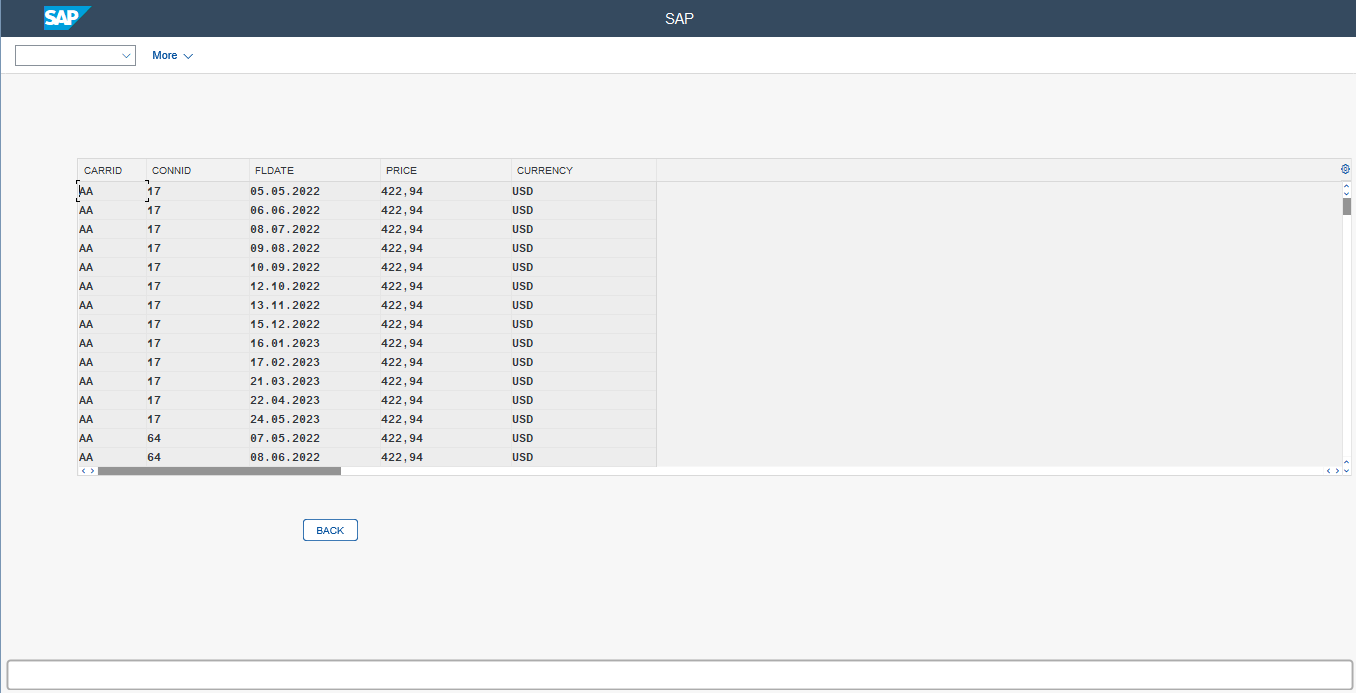 SAP SAP
More
CARRID CONNID FLDATE PRICE CURRENCY
AA 17 05.05.2022 422,94 USD
AA 17 06.06.2022 422,94 USD
AA 17 08.07.2022 422,94 USD
AA 17 09.08.2022 422,94 USD
AA 17 10.09.2022 422,94 USD
AA 17 12.10.2022 422,94 USD
AA 17 13.11.2022 422,94 USD
AA 17 15.12.2022 422,94 USD
AA 17 16.01.2023 422,94 USD
AA 17 17.02.2023 422,94 USD
AA 17 21.03.2023 422,94 USD
AA 17 22.04.2023 422,94 USD
AA 17 24.05.2023 422,94 USD
AA 64 07.05.2022 422,94 USD
AA 64 08.06.2022 422,94 USD
BACK